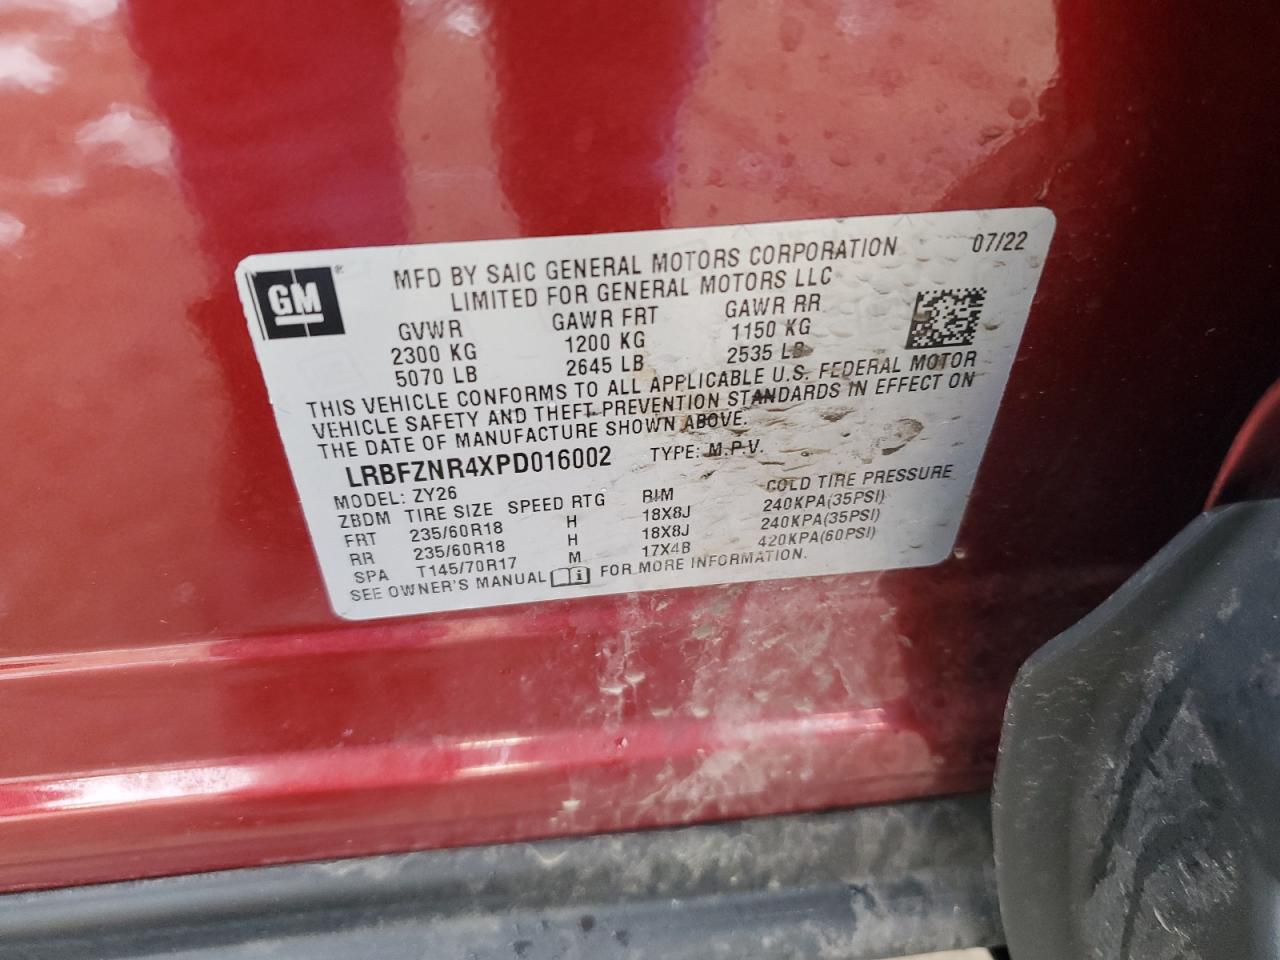 GM
MFD BY SAIC GENERAL MOTORS CORPORATION 07/22
LIMITED FOR GENERAL MOTORS LLC
GVWR GAWR FRT GAWR RR
2300 KG 1200 KG 1150 KG
5070 LB 2645 LB 2535 LB
THIS VEHICLE CONFORMS TO ALL APPLICABLE U.S. FEDERAL MOTOR
VEHICLE SAFETY AND THEFT PREVENTION STANDARDS IN EFFECT ON
THE DATE OF MANUFACTURE SHOWN ABOVE.
LRBFZNR4XPD016002 TYPE: M.P.V.
MODEL: ZY26
ZBDM TIRE SIZE SPEED RTG RIM COLD TIRE PRESSURE
FRT 235/60R18 H 18X8J 240KPA(35PSI)
RR 235/60R18 H 18X8J 240KPA(35PSI)
SPA T145/70R17 M 17X4B 420KPA(60PSI)
SEE OWNER'S MANUAL FOR MORE INFORMATION.